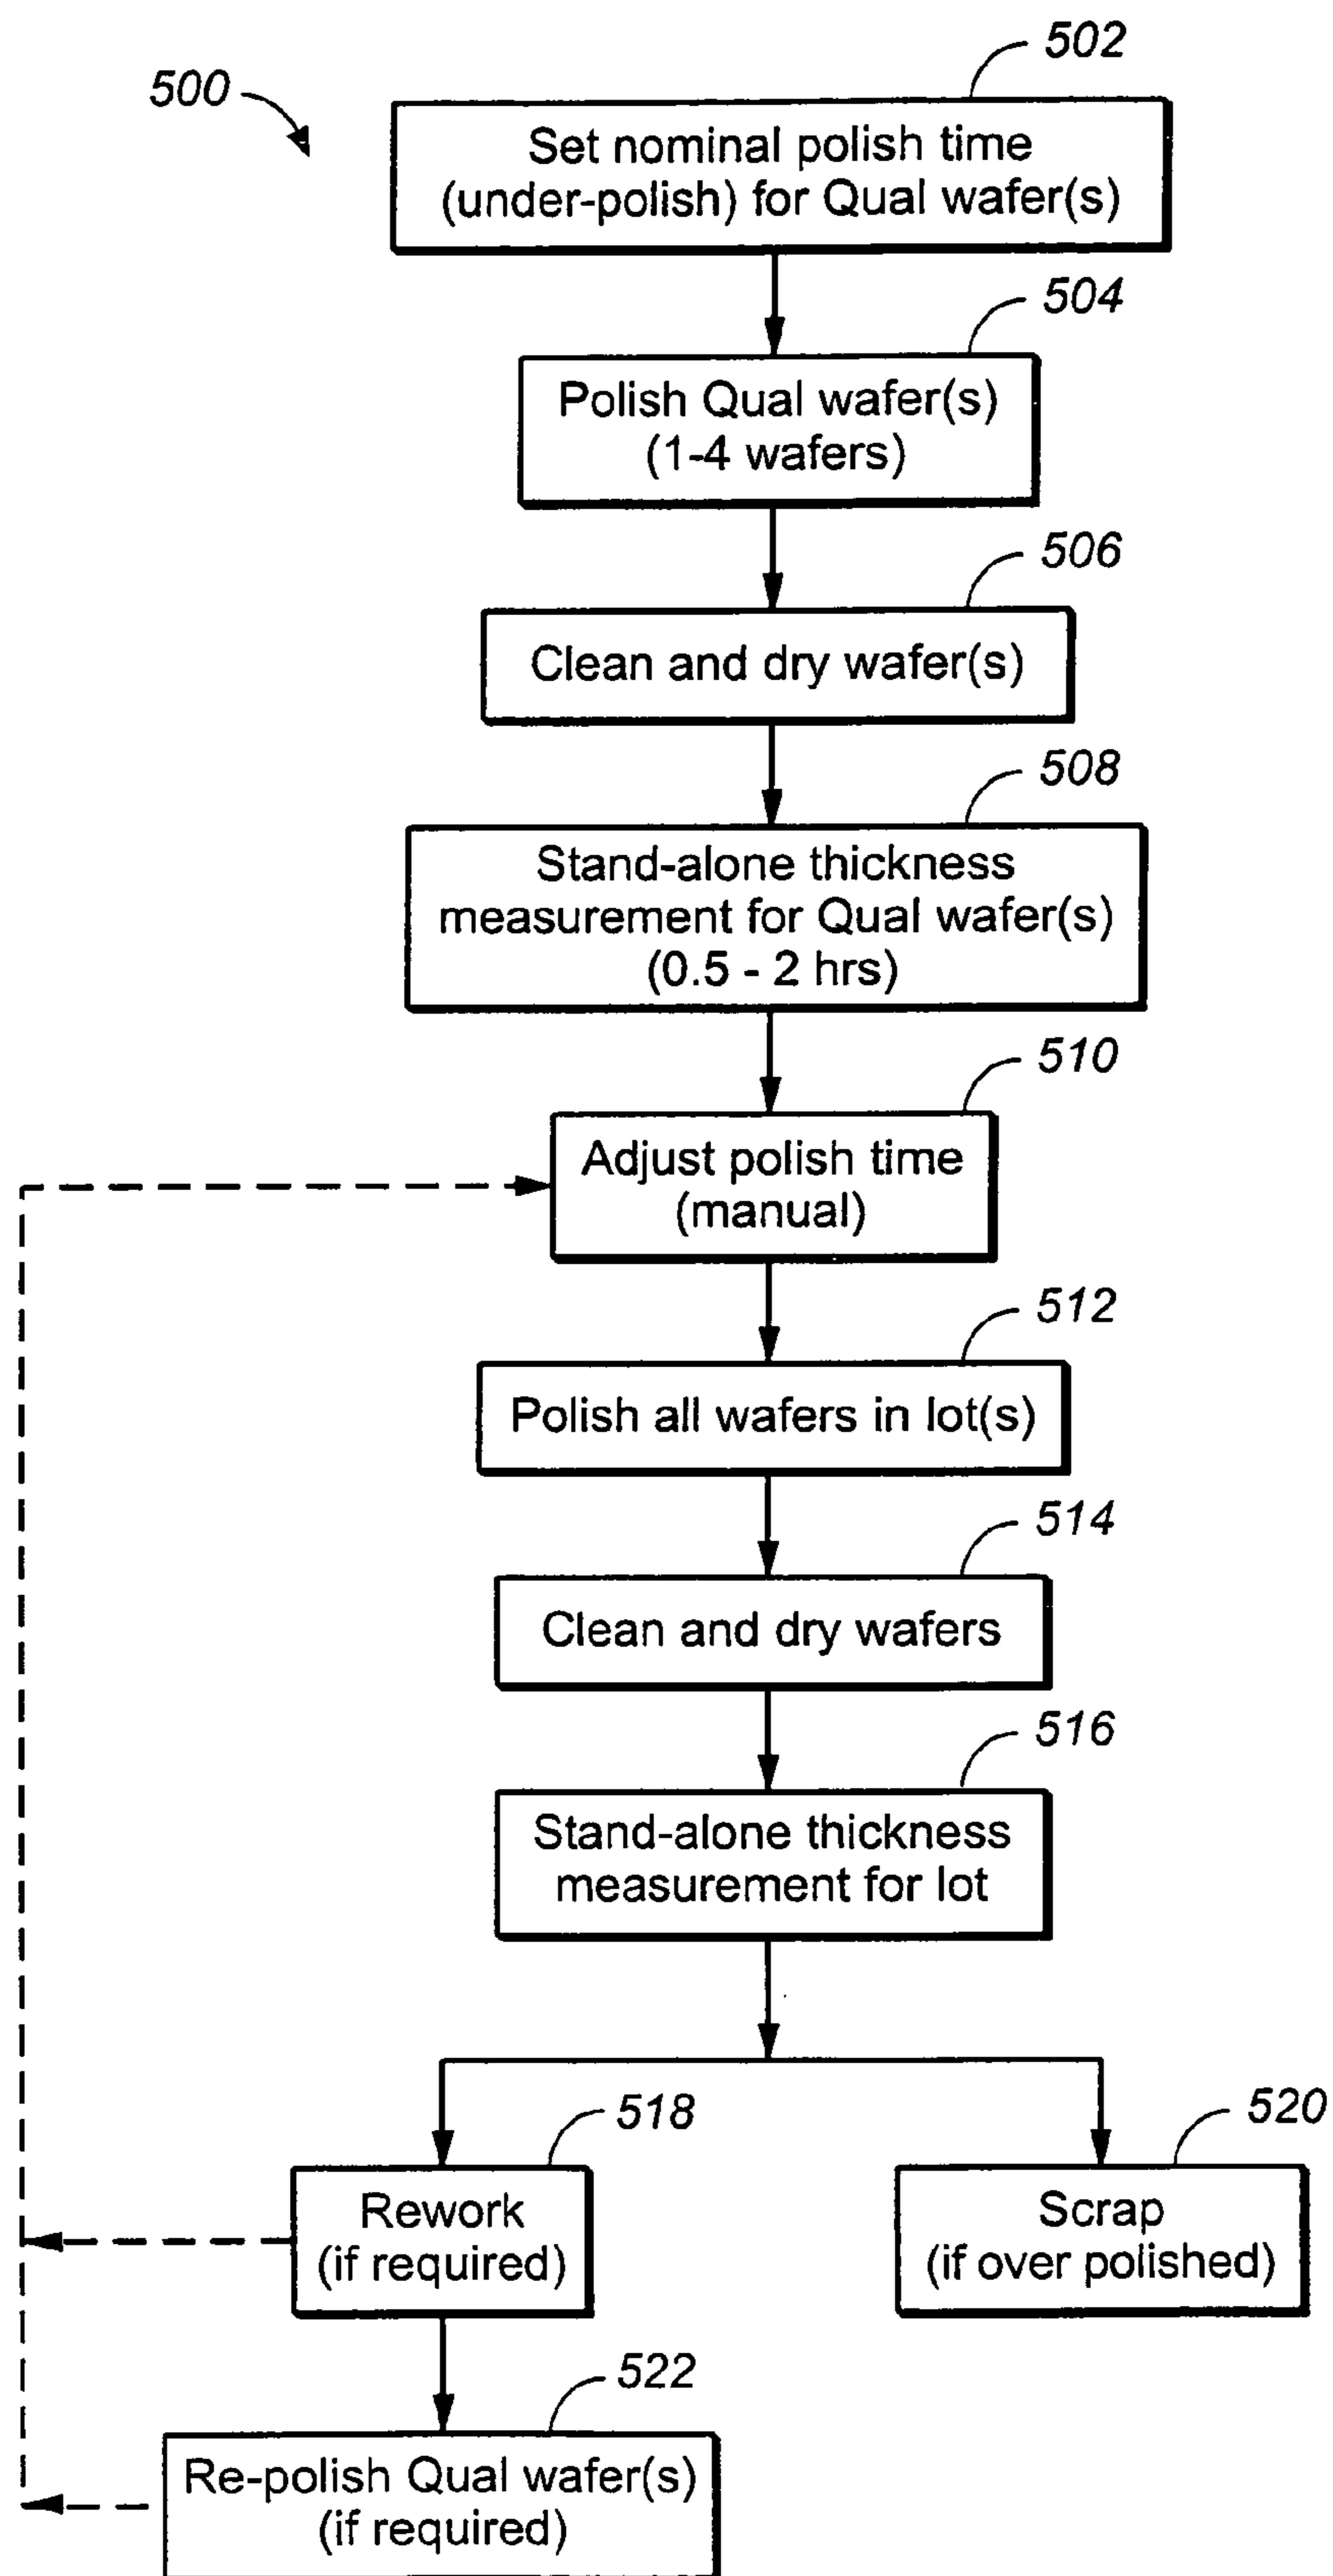 500
502
Set nominal polish time
(under-polish) for Qual wafer(s)
504
Polish Qual wafer(s)
(1-4 wafers)
506
Clean and dry wafer(s)
508
Stand-alone thickness
measurement for Qual wafer(s)
(0.5 - 2 hrs)
510
Adjust polish time
(manual)
512
Polish all wafers in lot(s)
514
Clean and dry wafers
516
Stand-alone thickness
measurement for lot
518
Rework
(if required)
520
Scrap
(if over polished)
522
Re-polish Qual wafer(s)
(if required)